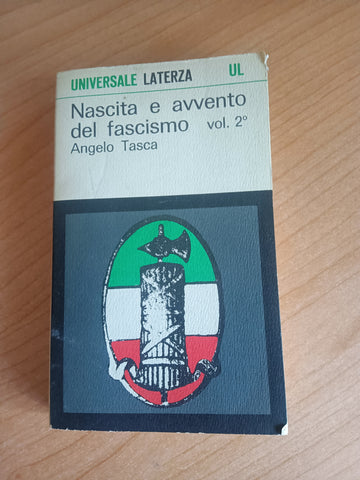 UNIVERSALE LATERZA UL
Nascita e avvento
del fascismo vol. 2°
Angelo Tasca